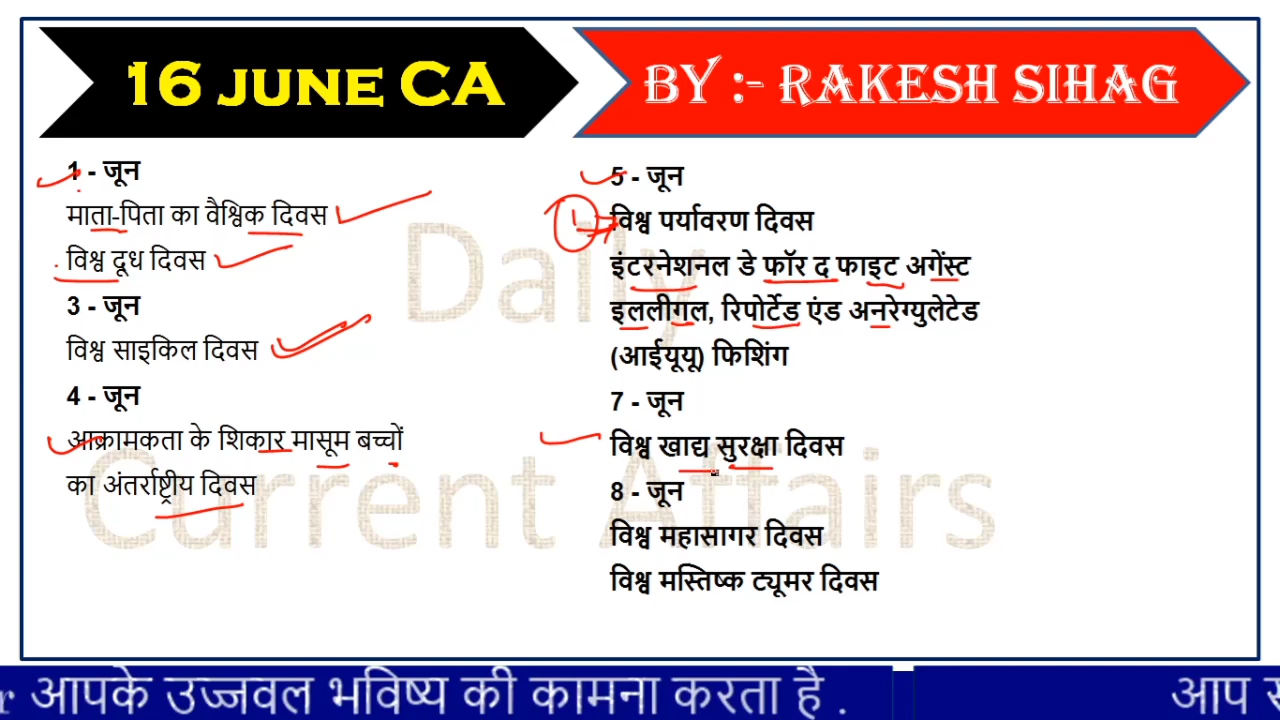 16 JUNE CA
BY :- RAKESH SIHAG
1 - जून
माता-पिता का वैश्विक दिवस
विश्व दूध दिवस
3 - जून
विश्व साइकिल दिवस
4 - जून
आक्रामकता के शिकार मासूम बच्चों
का अंतर्राष्ट्रीय दिवस
5 - जून
विश्व पर्यावरण दिवस
इंटरनेशनल डे फॉर द फाइट अगेंस्ट
इललीगल, रिपोर्टेड एंड अनरेग्युलेटेड
(आईयूयू) फिशिंग
7 - जून
विश्व खाद्य सुरक्षा दिवस
8 - जून
विश्व महासागर दिवस
विश्व मस्तिष्क ट्यूमर दिवस
Daily
Current Affairs
r आपके उज्जवल भविष्य की कामना करता है .
आप